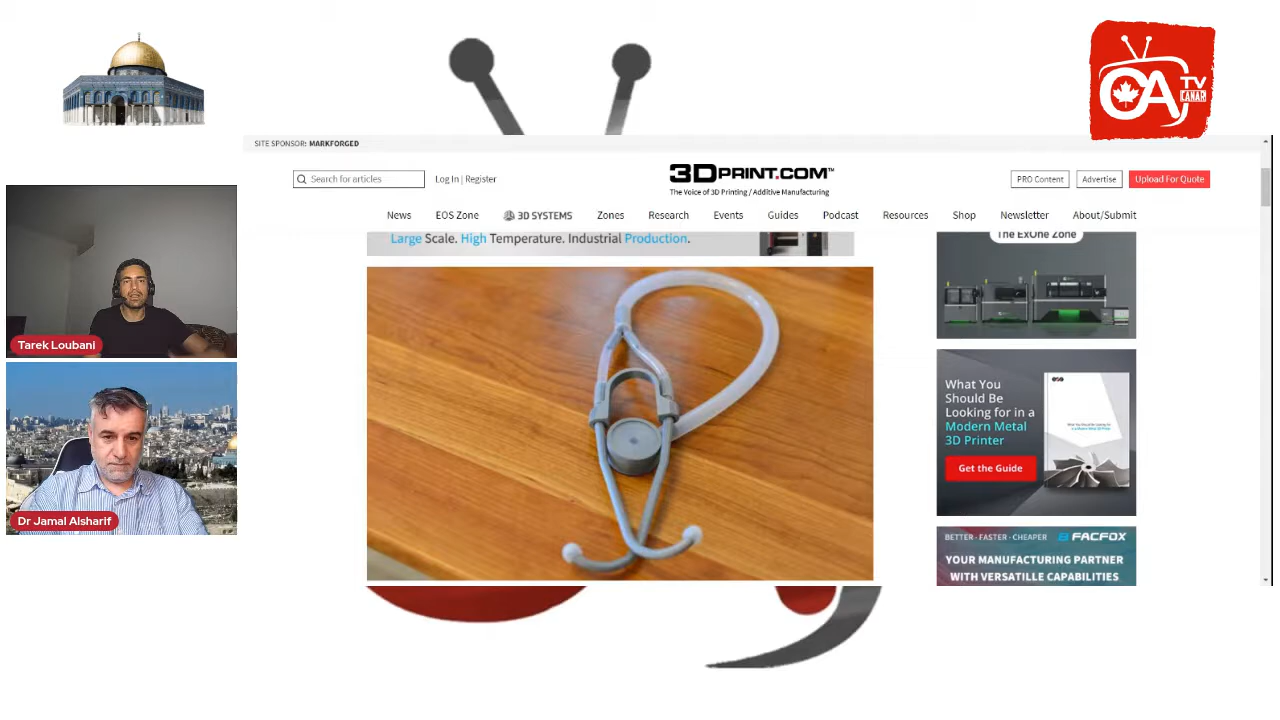 OA
TV
CANAR
SITE SPONSOR: MARKFORGED
Search for articles
Log In | Register
3DPRINT.COM™
The Voice of 3D Printing / Additive Manufacturing
PRO Content
Advertise
Upload For Quote
News
EOS Zone
3D SYSTEMS
Zones
Research
Events
Guides
Podcast
Resources
Shop
Newsletter
About/Submit
Large Scale. High Temperature. Industrial Production.
The ExOne Zone
What You
Should Be
Looking for in a
Modern Metal
3D Printer
Get the Guide
BETTER · FASTER · CHEAPER
FACFOX
YOUR MANUFACTURING PARTNER
WITH VERSATILLE CAPABILITIES
Tarek Loubani
Dr Jamal Alsharif